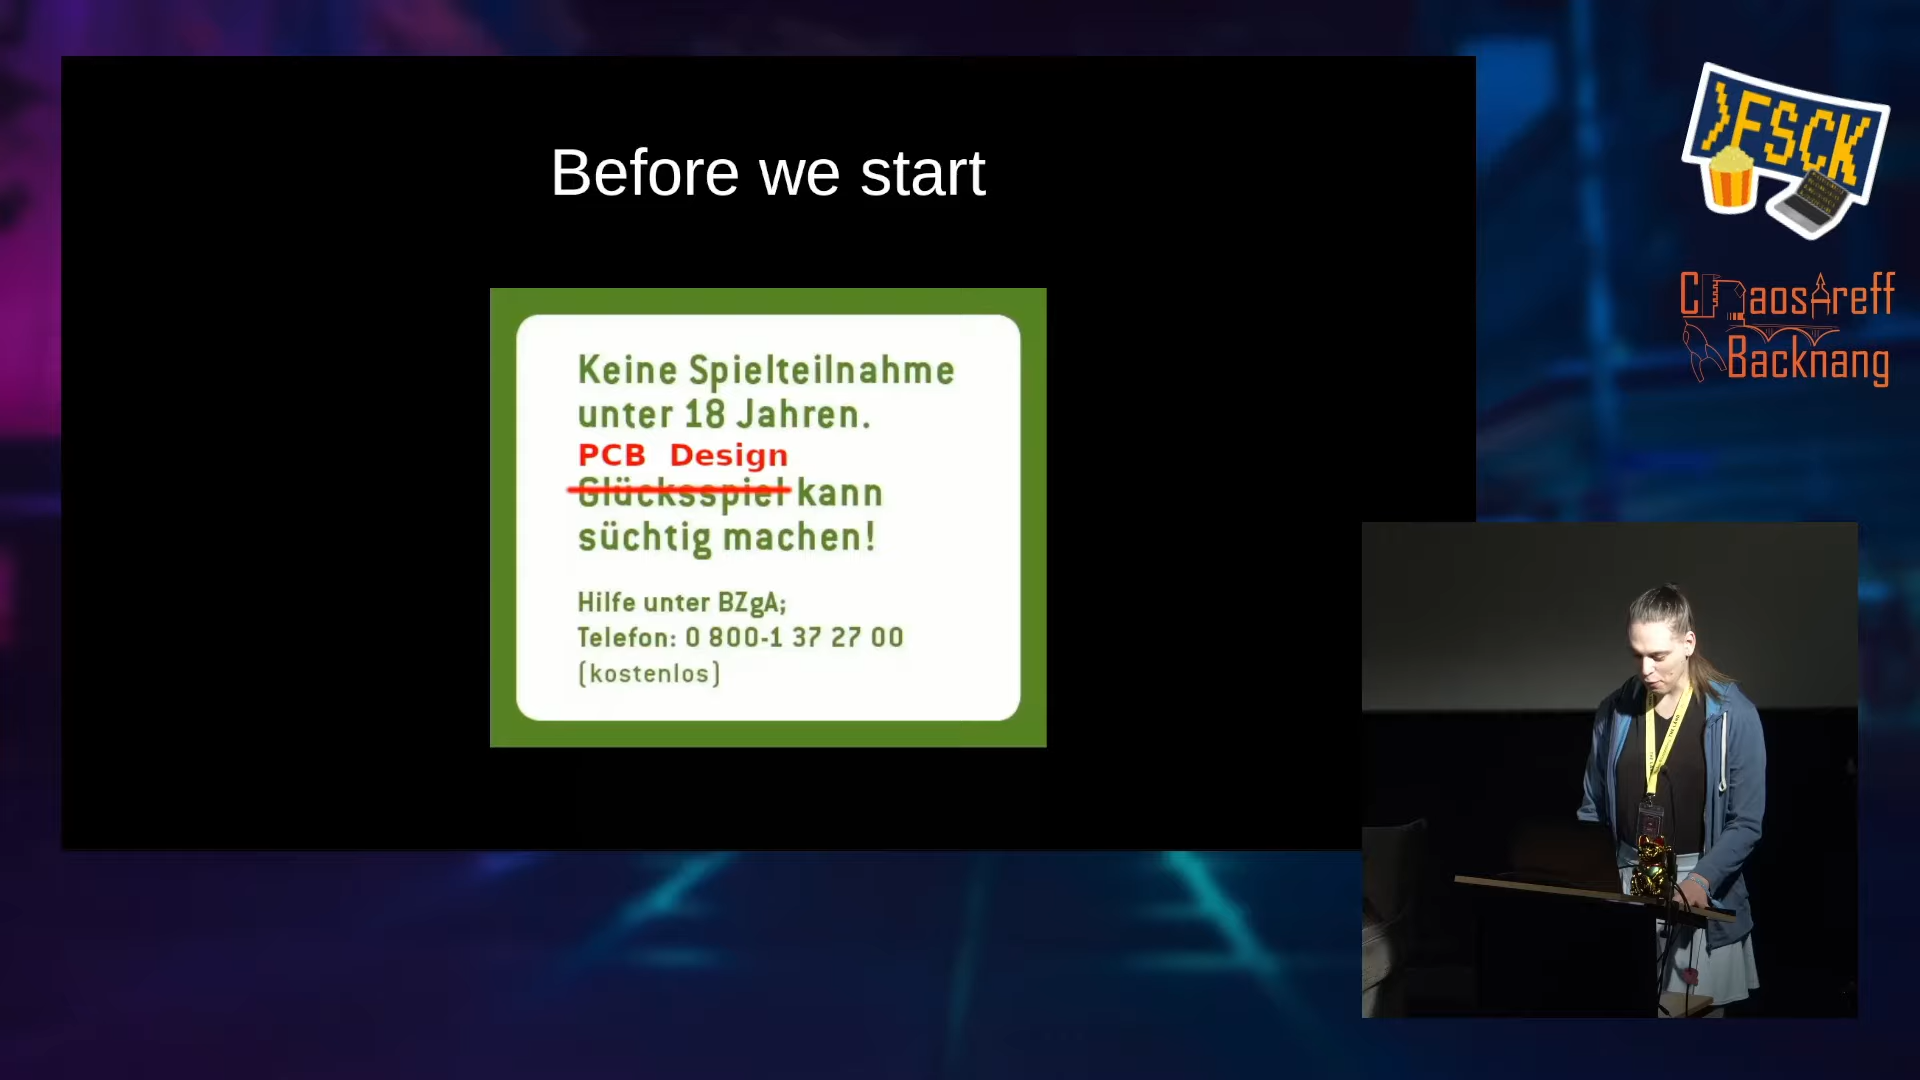 Before we start
Keine Spielteilnahme
unter 18 Jahren.
PCB Design
Glücksspiel kann
süchtig machen!
Hilfe unter BZgA;
Telefon: 0 800-1 37 27 00
(kostenlos)
>FSCK
ChaosTreff
Backnang